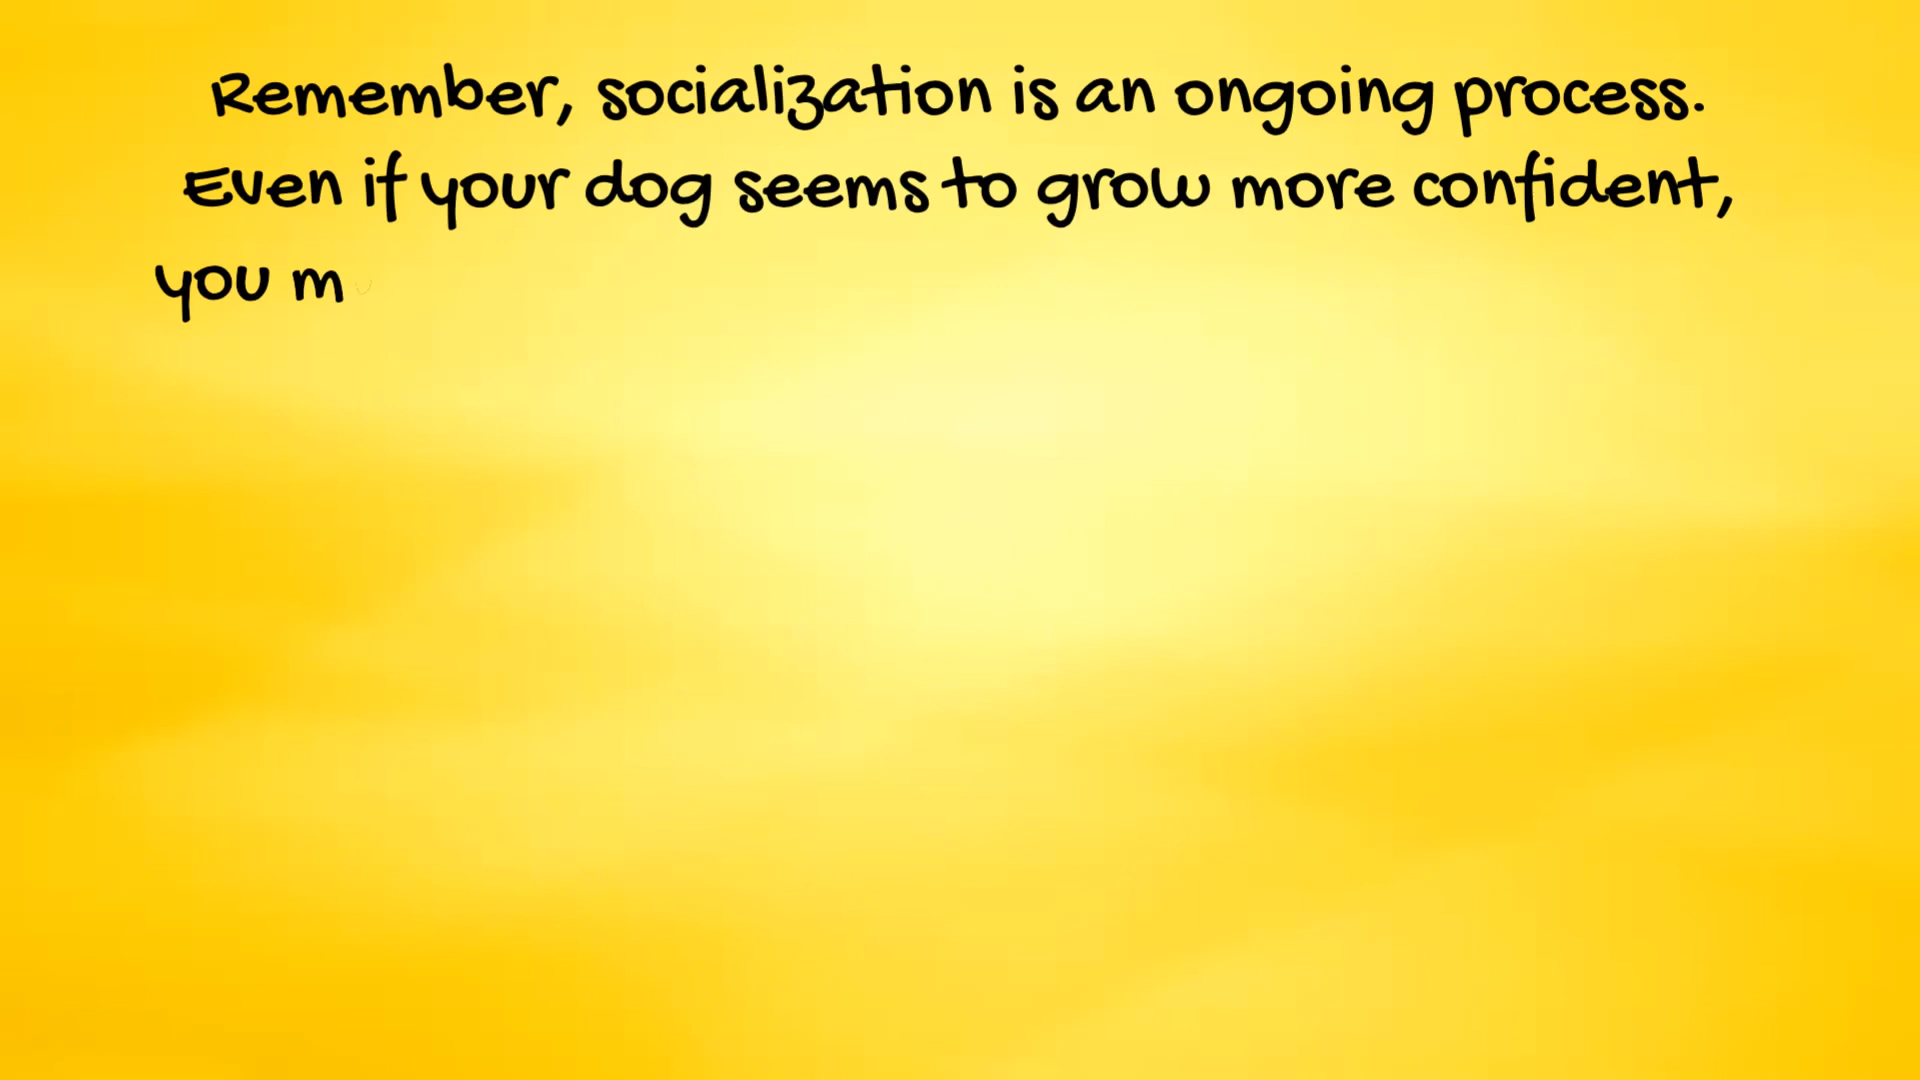 Remember, socialization is an ongoing process.
Even if your dog seems to grow more confident,
you m